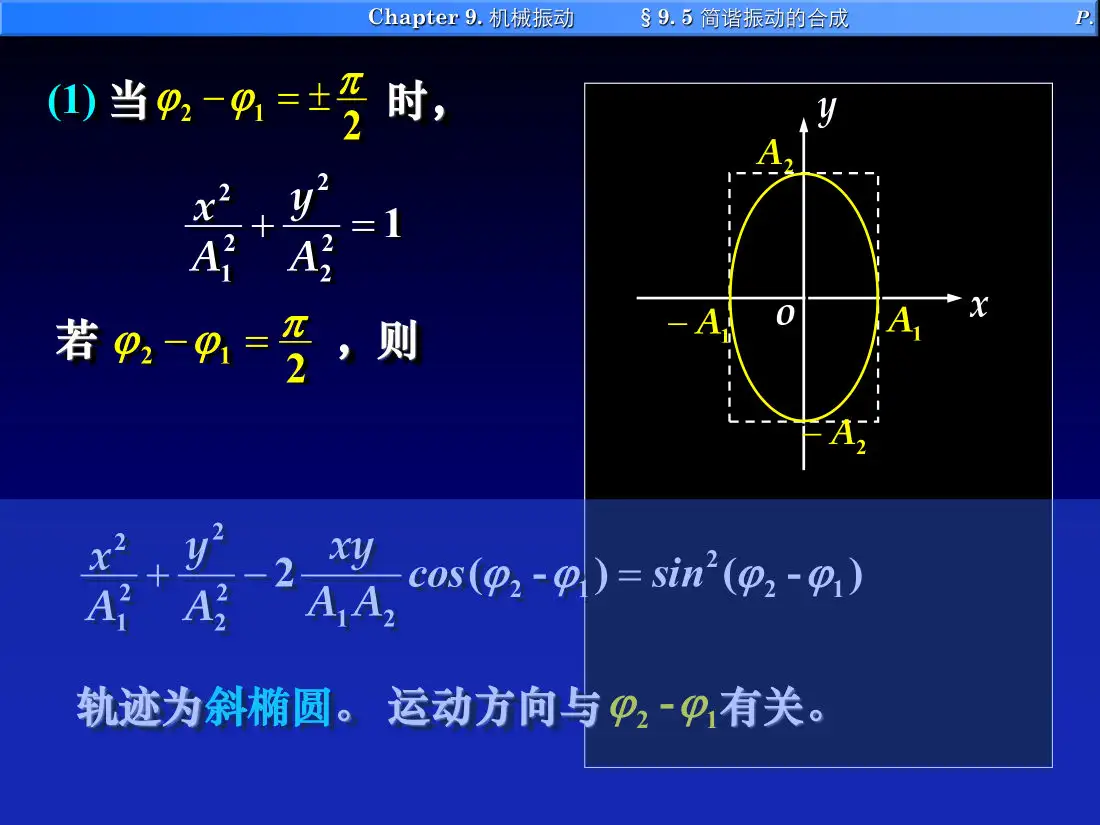 Chapter 9. 机械振动 §9. 5 简谐振动的合成 P.
(1) 当 φ₂ − φ₁ = ± π/2 时，
x²/A₁² + y²/A₂² = 1
若 φ₂ − φ₁ = π/2 ，则
y
A₂
− A₁ o A₁ x
− A₂
x²/A₁² + y²/A₂² − 2 xy/A₁A₂ cos(φ₂ - φ₁) = sin²(φ₂ - φ₁)
轨迹为斜椭圆。 运动方向与 φ₂ - φ₁有关。